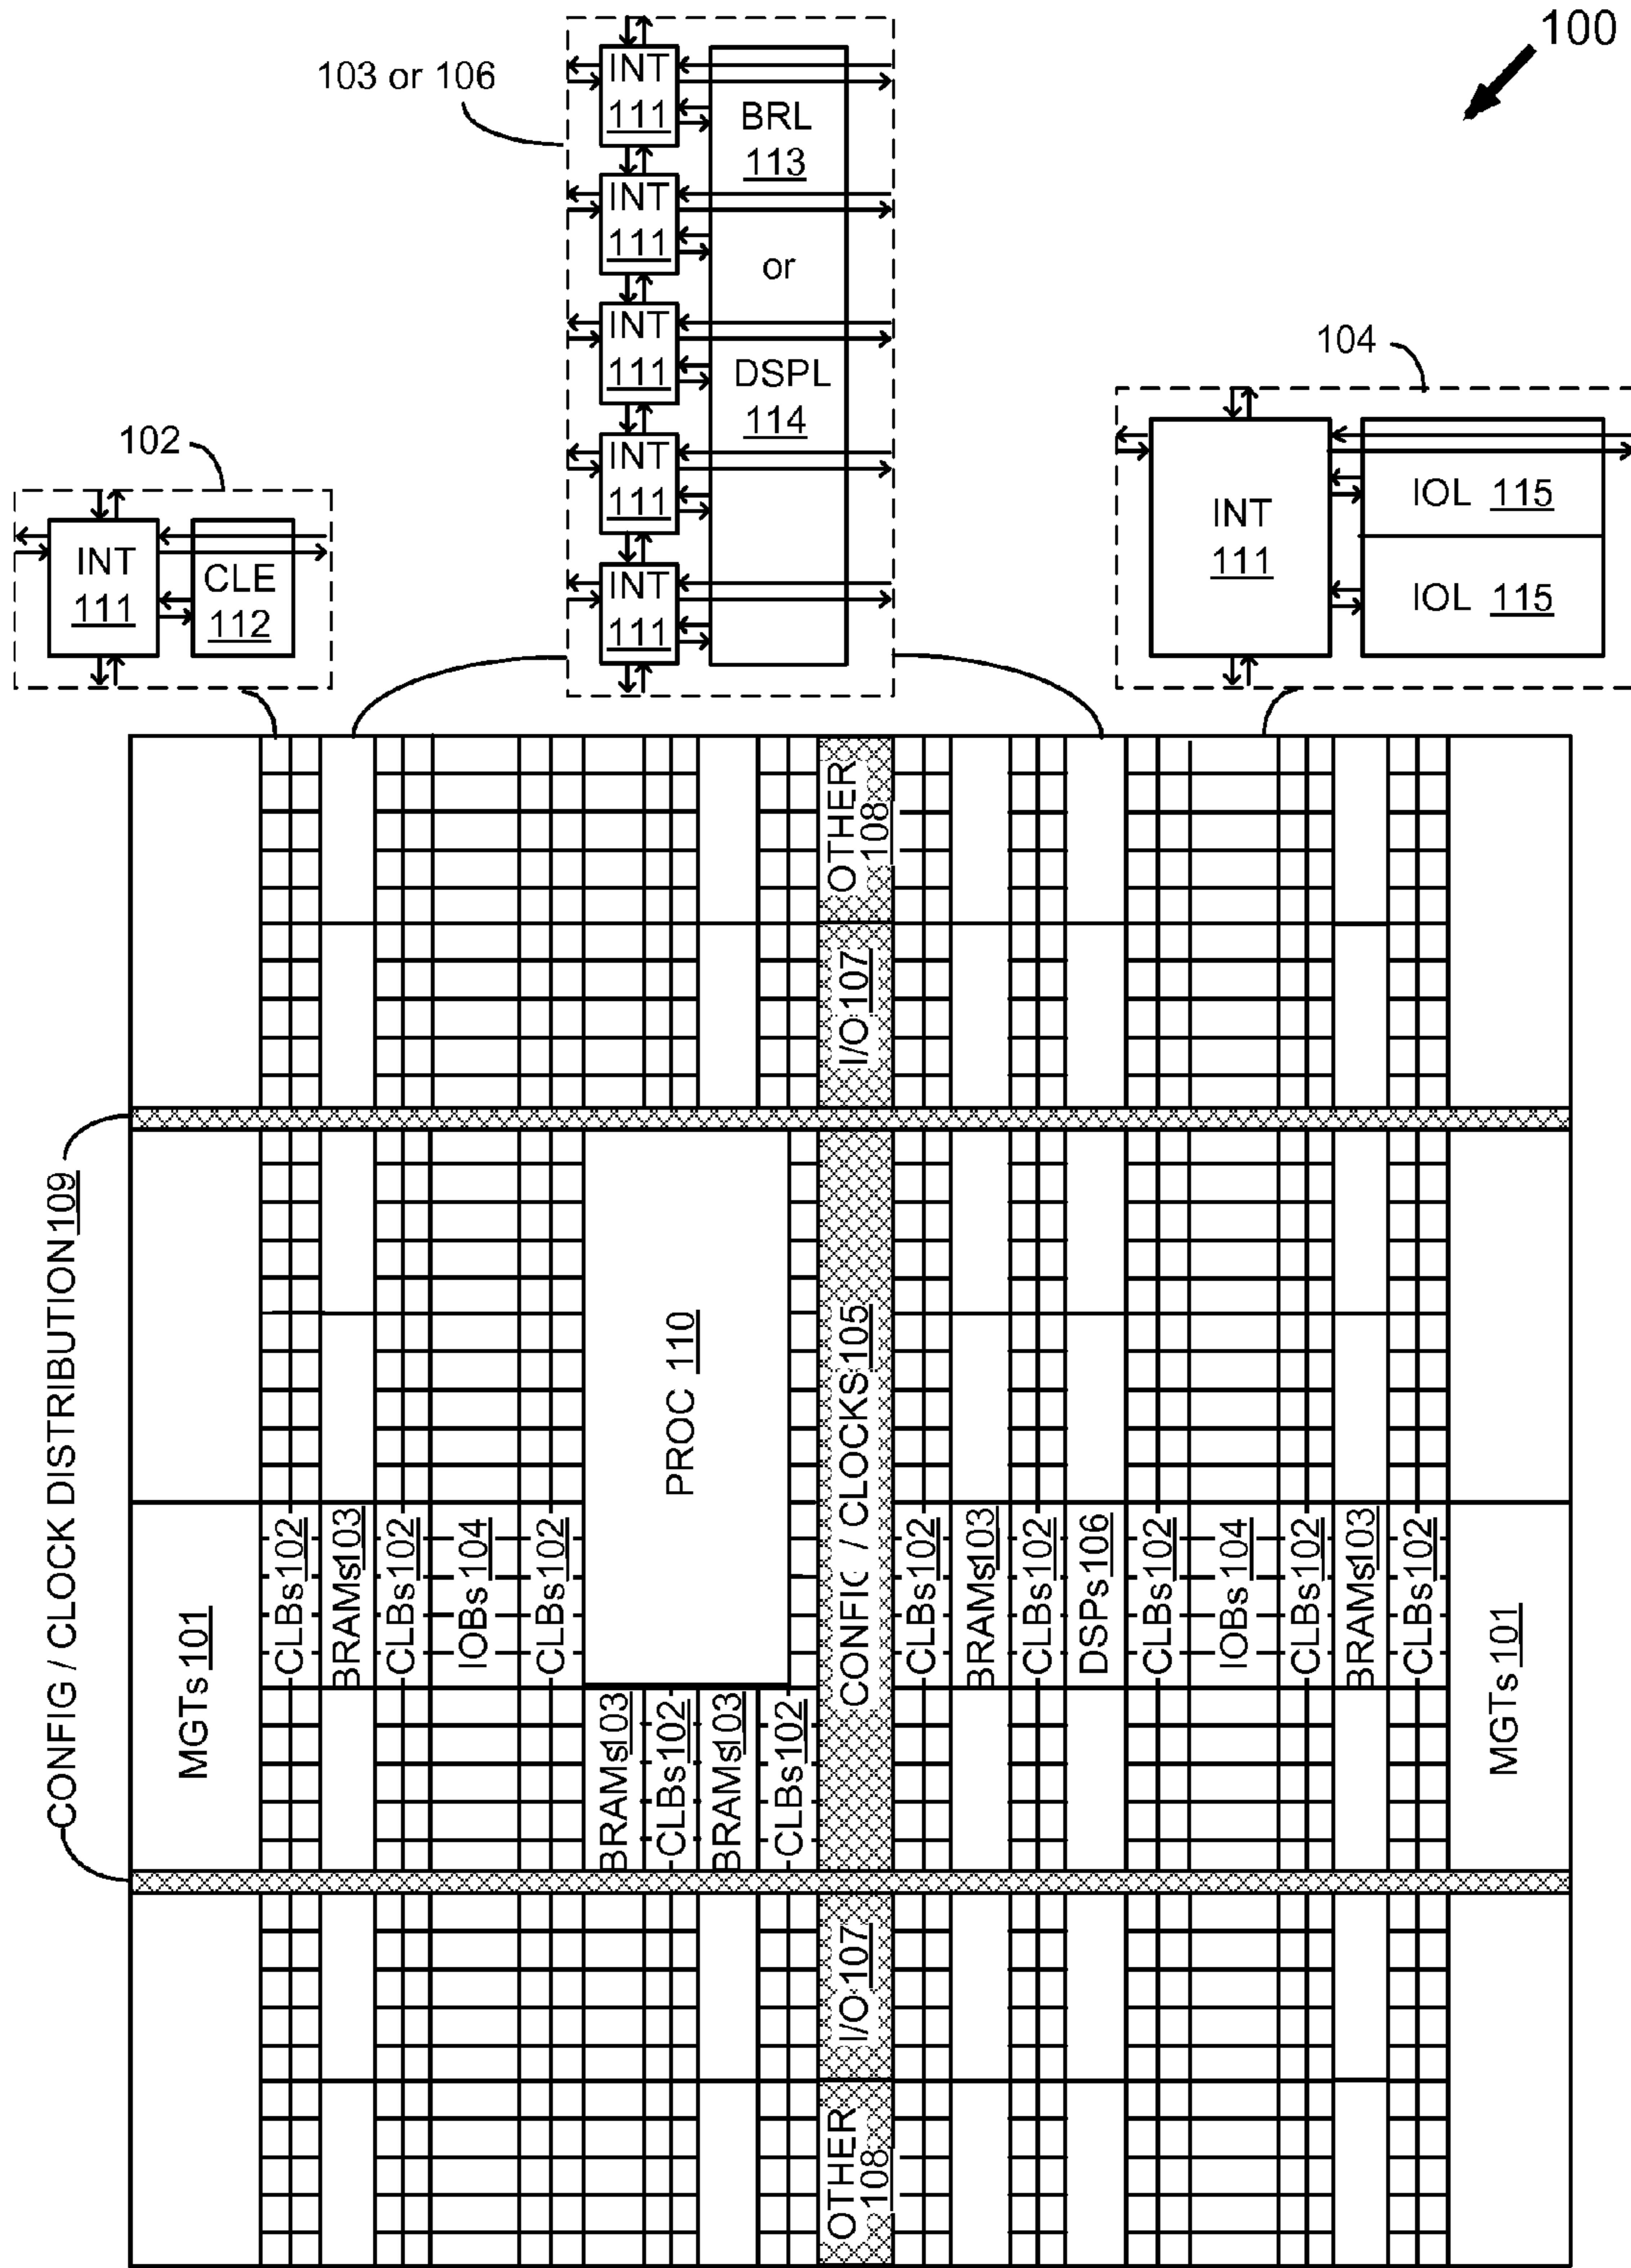 100
103 or 106
INT
111
INT
111
INT
111
INT
111
INT
111
BRL
113
or
DSPL
114
104
INT
111
IOL 115
IOL 115
102
INT
111
CLE
112
OTHER
108
I/O 107
CONFIG / CLOCK DISTRIBUTION 109
PROC 110
CONFIG / CLOCKS 105
MGTs 101
CLBs 102
BRAMs 103
CLBs 102
IOBs 104
CLBs 102
BRAMs 103
CLBs 102
BRAMs 103
CLBs 102
CLBs 102
BRAMs 103
CLBs 102
DSPs 106
CLBs 102
IOBs 104
CLBs 102
BRAMs 103
CLBs 102
MGTs 101
I/O 107
OTHER
108